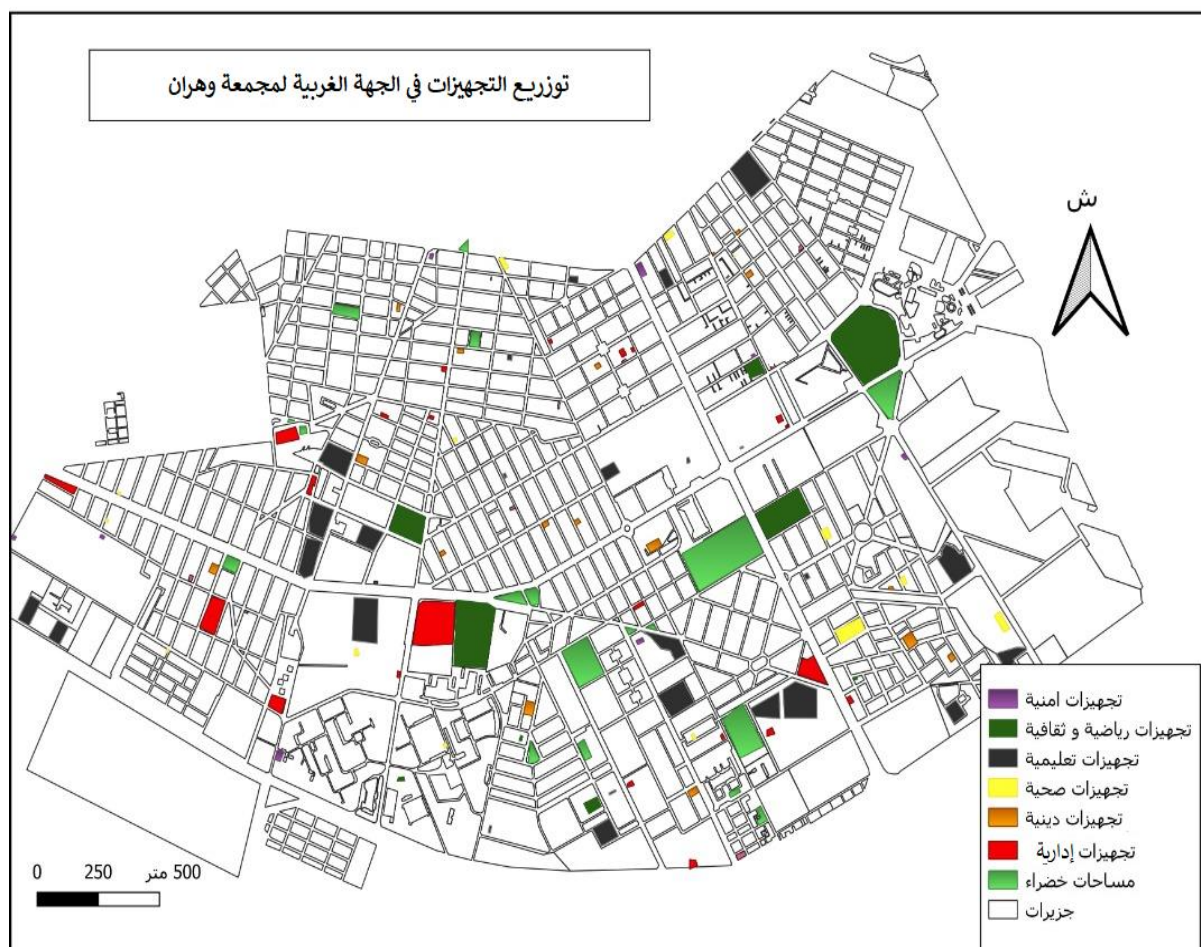 توزريع التجهيزات في الجهة الغربية لمجمعة وهران
ش
تجهيزات امنية
تجهيزات رياضية و ثقافية
تجهيزات تعليمية
تجهيزات صحية
تجهيزات دينية
تجهيزات إدارية
مساحات خضراء
جزيرات
0 250 500 متر